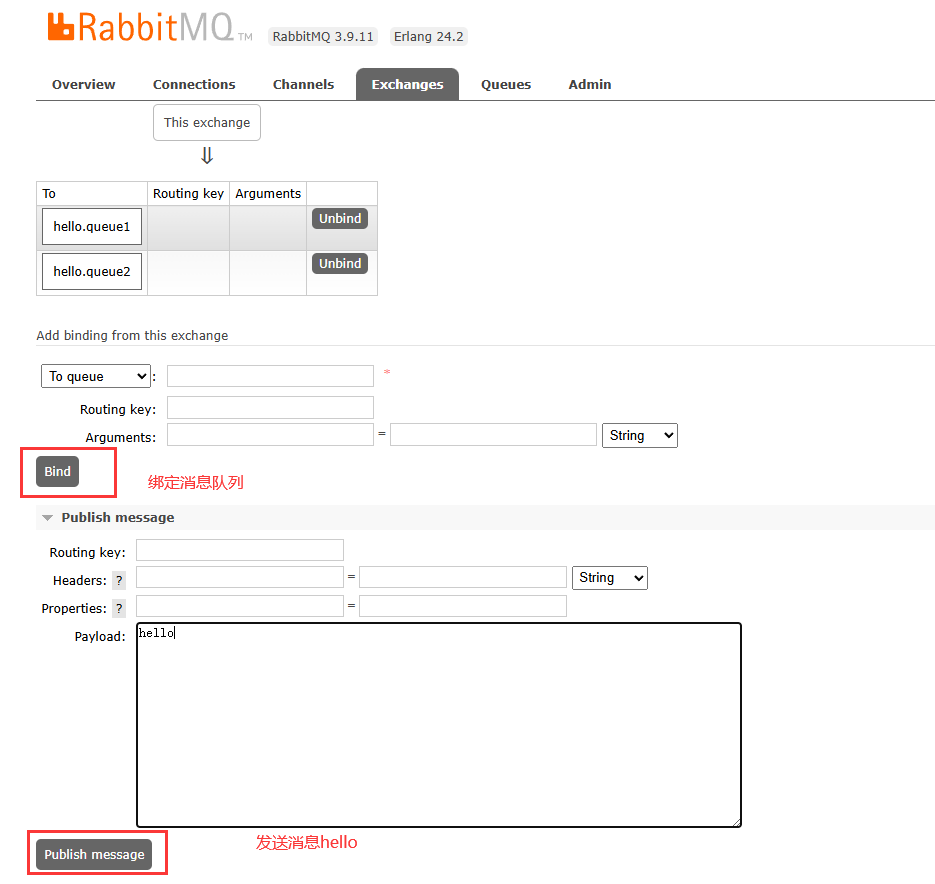 RabbitMQ TM RabbitMQ 3.9.11 Erlang 24.2
Overview Connections Channels Exchanges Queues Admin
This exchange
⇓
To Routing key Arguments
hello.queue1 Unbind
hello.queue2 Unbind
Add binding from this exchange
To queue : *
Routing key:
Arguments: = String
Bind
绑定消息队列
Publish message
Routing key:
Headers: ? = String
Properties: ? =
Payload: hello
发送消息hello
Publish message